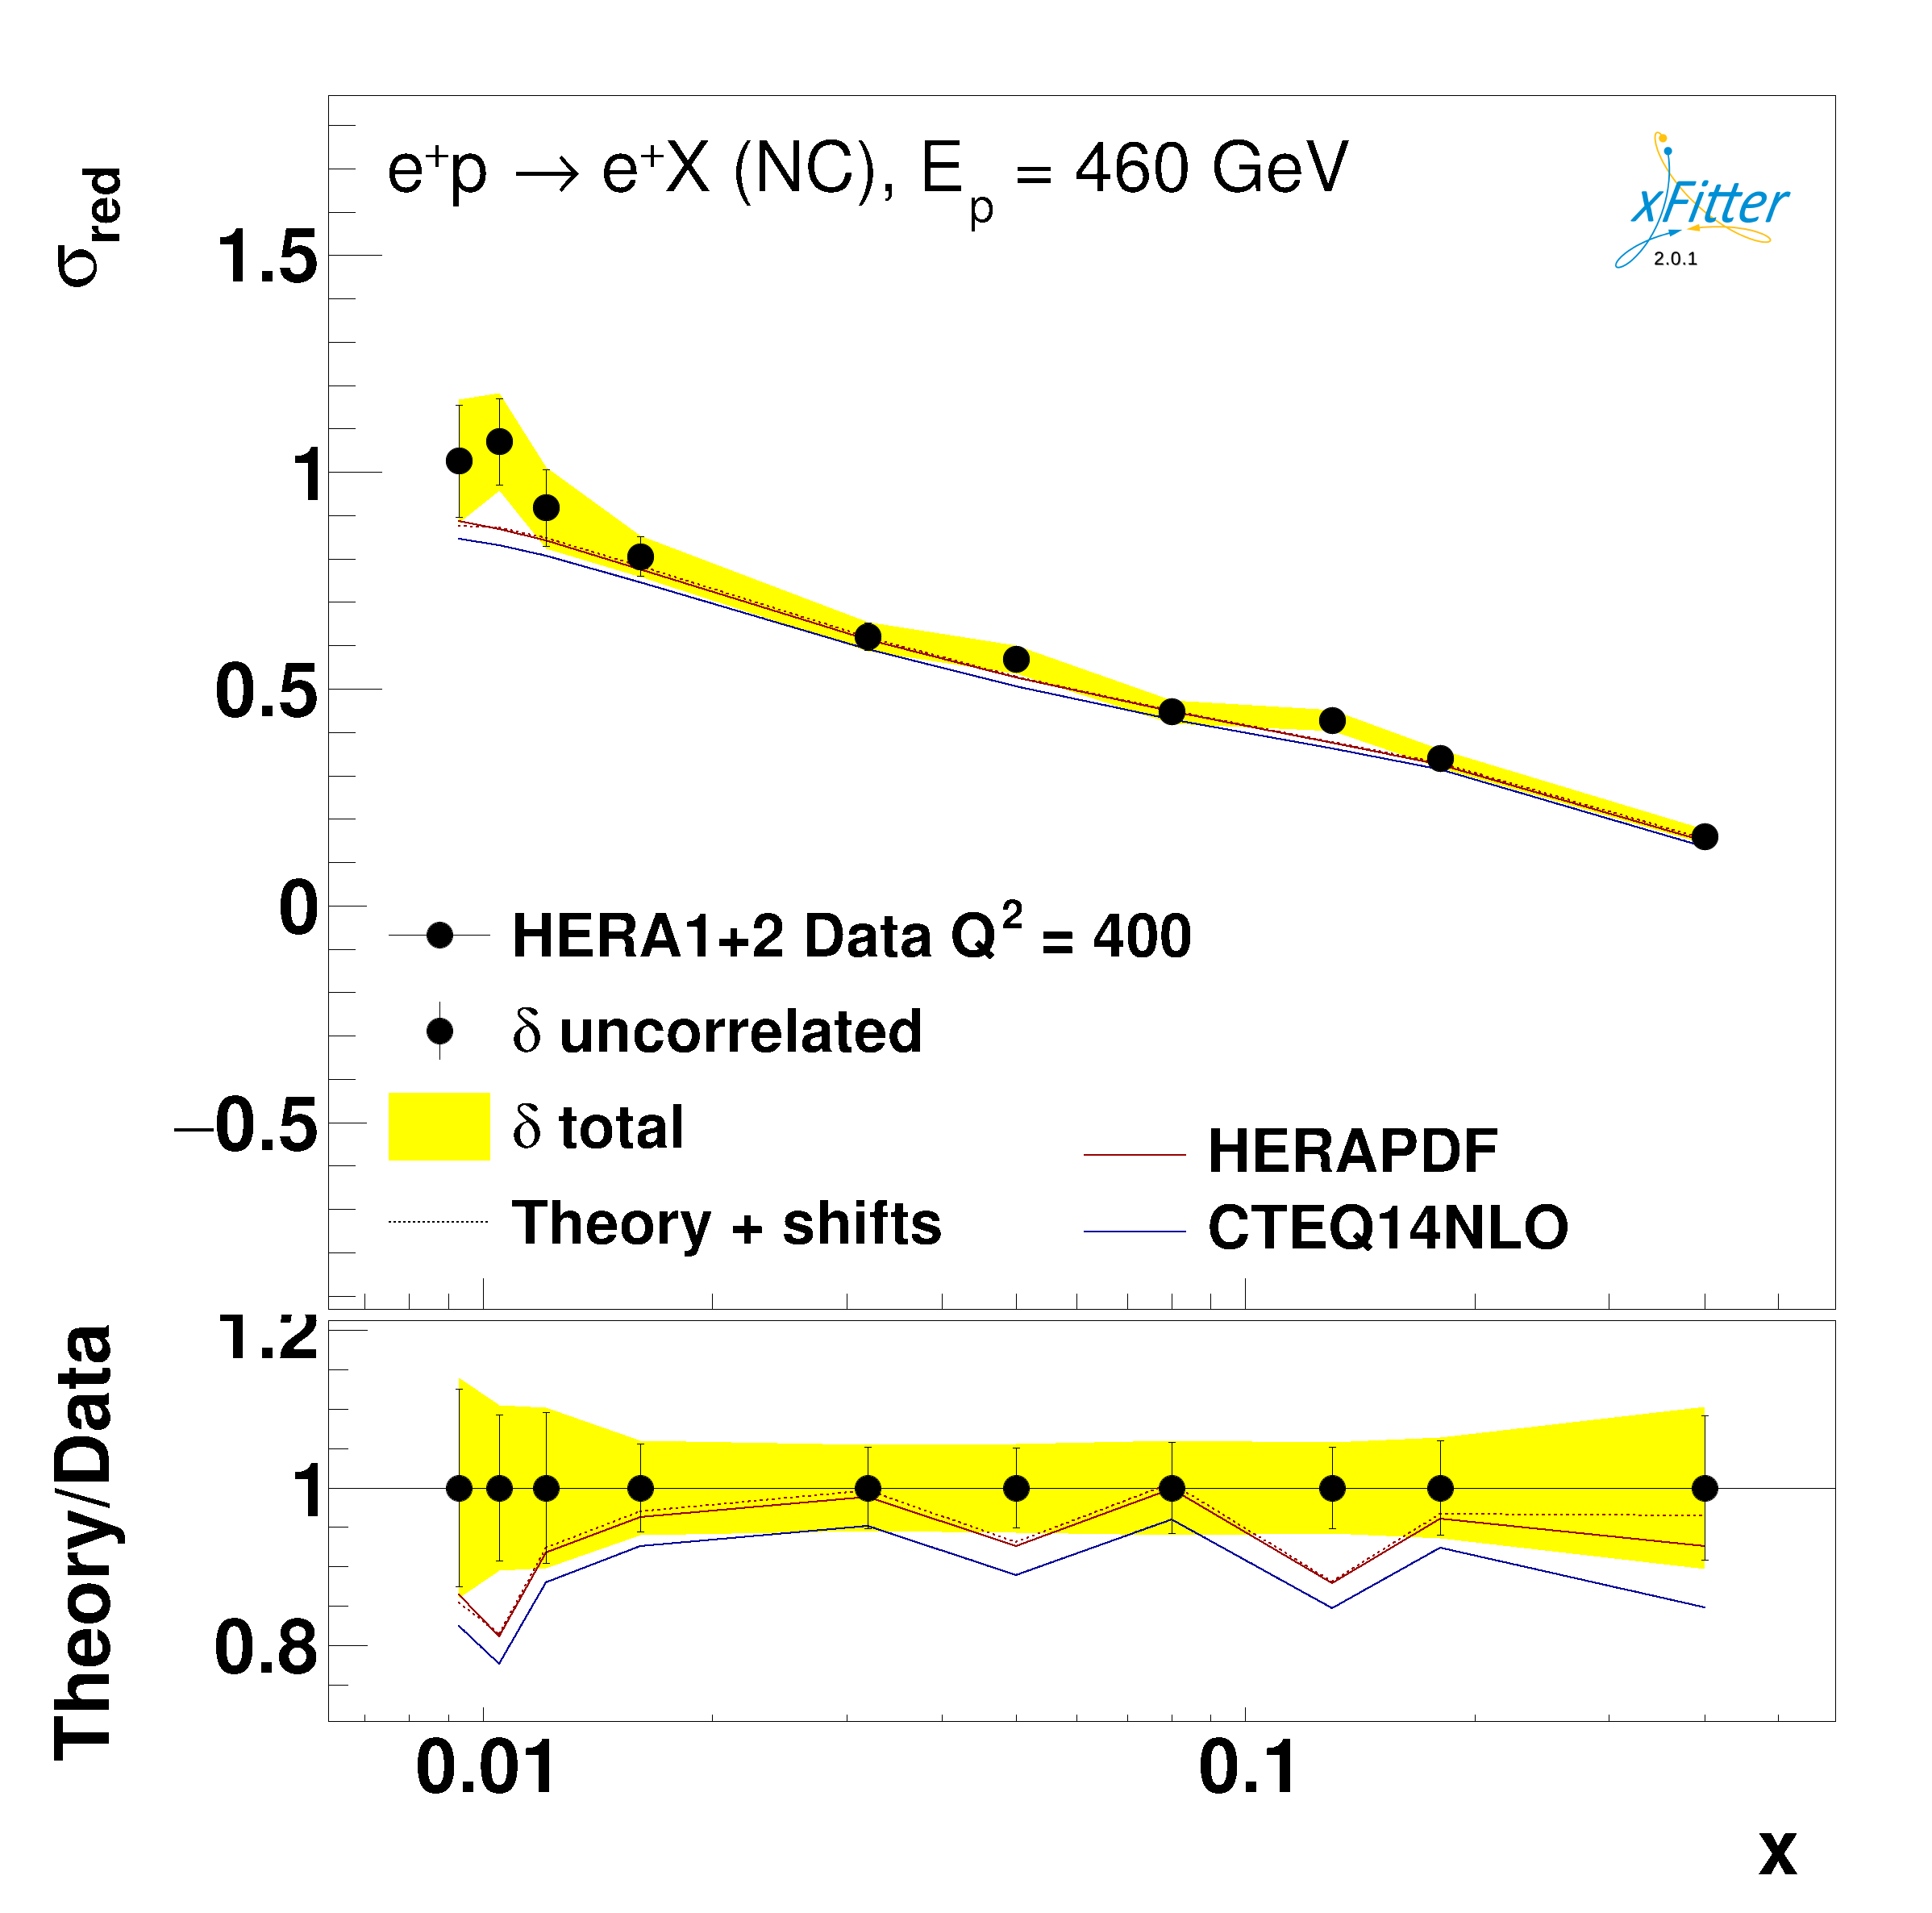 e⁺p → e⁺X (NC), E_p = 460 GeV
xFitter
2.0.1
σ_red
1.5
1
0.5
0
−0.5
HERA1+2 Data Q² = 400
δ uncorrelated
δ total
Theory + shifts
HERAPDF
CTEQ14NLO
Theory/Data
1.2
1
0.8
0.01 0.1
x